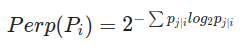 Perp(P_i) = 2^{-∑ p_{j|i} log_2 p_{j|i}}